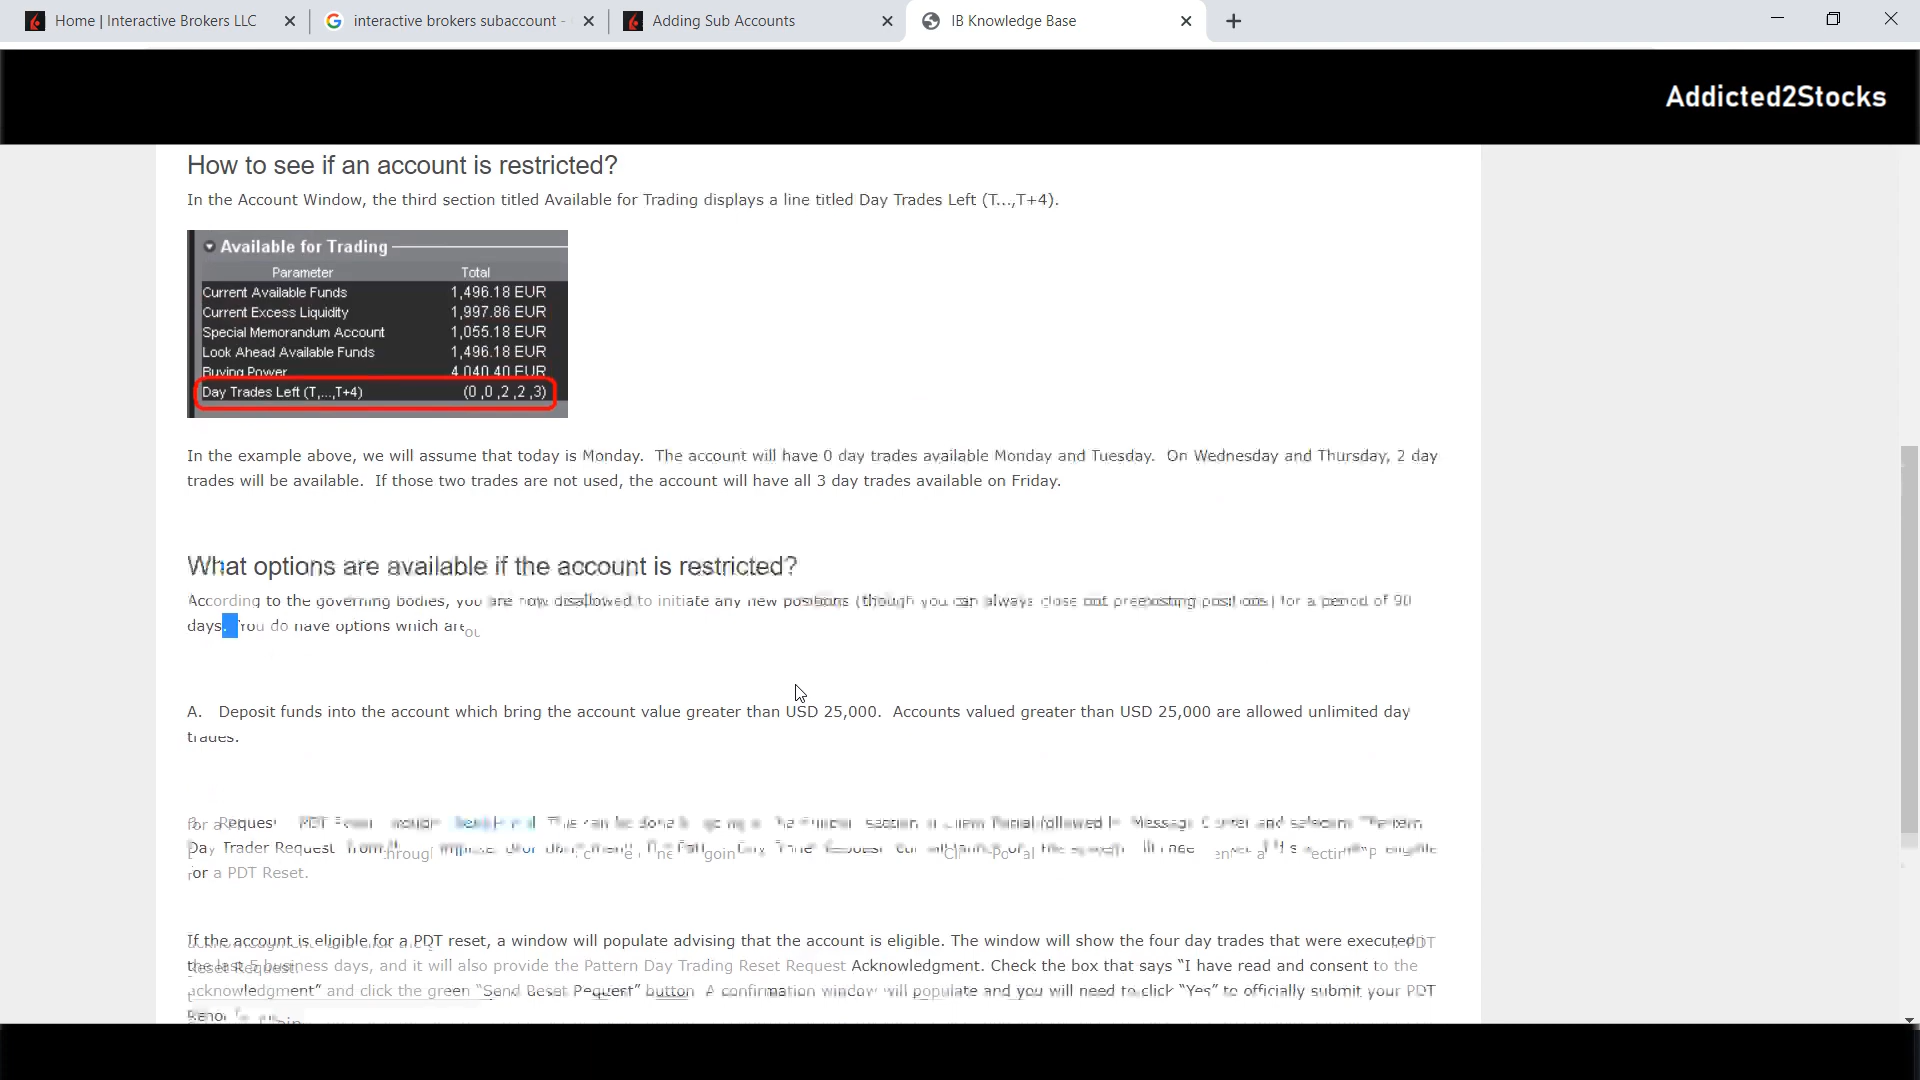 Home | Interactive Brokers LLC
interactive brokers subaccount -
Adding Sub Accounts
IB Knowledge Base
Addicted2Stocks
How to see if an account is restricted?
In the Account Window, the third section titled Available for Trading displays a line titled Day Trades Left (T...,T+4).
Available for Trading
Parameter Total
Current Available Funds 1,496.18 EUR
Current Excess Liquidity 1,997.86 EUR
Special Memorandum Account 1,055.18 EUR
Look Ahead Available Funds 1,496.18 EUR
Buying Power 4,040.40 EUR
Day Trades Left (T,...,T+4) (0 ,0 ,2 ,2 ,3)
In the example above, we will assume that today is Monday.  The account will have 0 day trades available Monday and Tuesday.  On Wednesday and Thursday, 2 day
trades will be available.  If those two trades are not used, the account will have all 3 day trades available on Friday.
What options are available if the account is restricted?
According to the governing bodies, you are now disallowed to initiate any new positions (though you can always close out preexisting positions) for a period of 90
days. You do have options which are
A.   Deposit funds into the account which bring the account value greater than USD 25,000.  Accounts valued greater than USD 25,000 are allowed unlimited day
trades.
Request PDT
Message Center and selecting "Pattern
Day Trader Request" from
for a PDT Reset.
If the account is eligible for a PDT reset, a window will populate advising that the account is eligible. The window will show the four day trades that were executed
the last 5 business days, and it will also provide the Pattern Day Trading Reset Request Acknowledgment. Check the box that says “I have read and consent to the
acknowledgment” and click the green “Send Reset Request” button. A confirmation window will populate and you will need to click “Yes” to officially submit your PDT